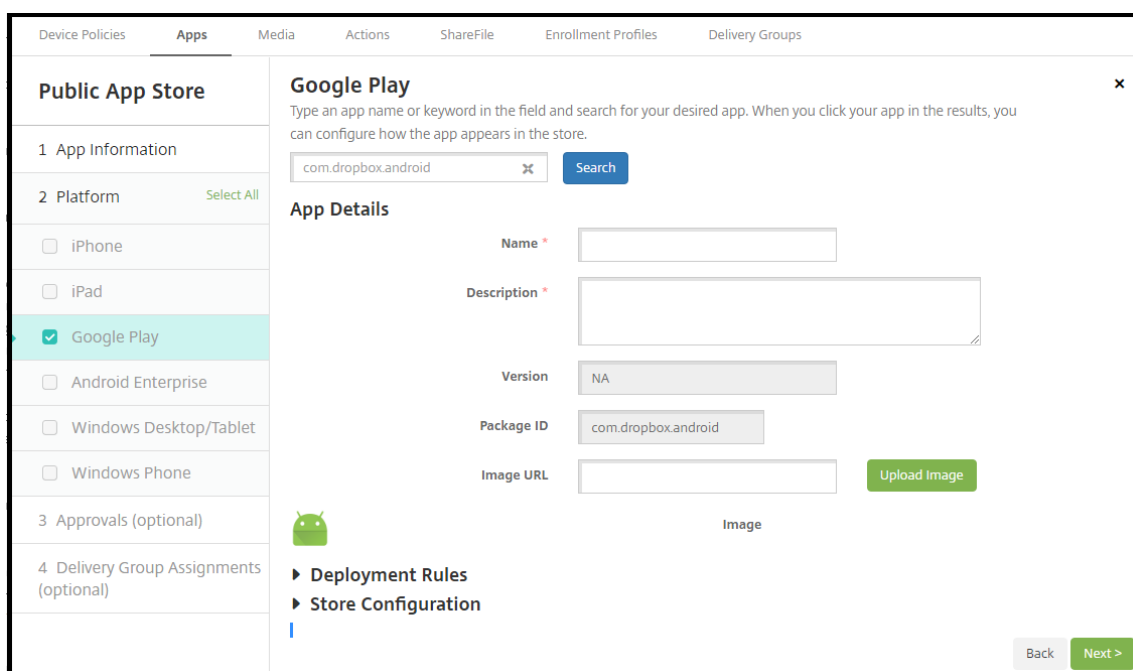 Device Policies Apps Media Actions ShareFile Enrollment Profiles Delivery Groups
Public App Store
1 App Information
2 Platform Select All
iPhone
iPad
Google Play
Android Enterprise
Windows Desktop/Tablet
Windows Phone
3 Approvals (optional)
4 Delivery Group Assignments
(optional)
Google Play
Type an app name or keyword in the field and search for your desired app. When you click your app in the results, you
can configure how the app appears in the store.
com.dropbox.android Search
App Details
Name *
Description *
Version NA
Package ID com.dropbox.android
Image URL Upload Image
Image
Deployment Rules
Store Configuration
Back Next >